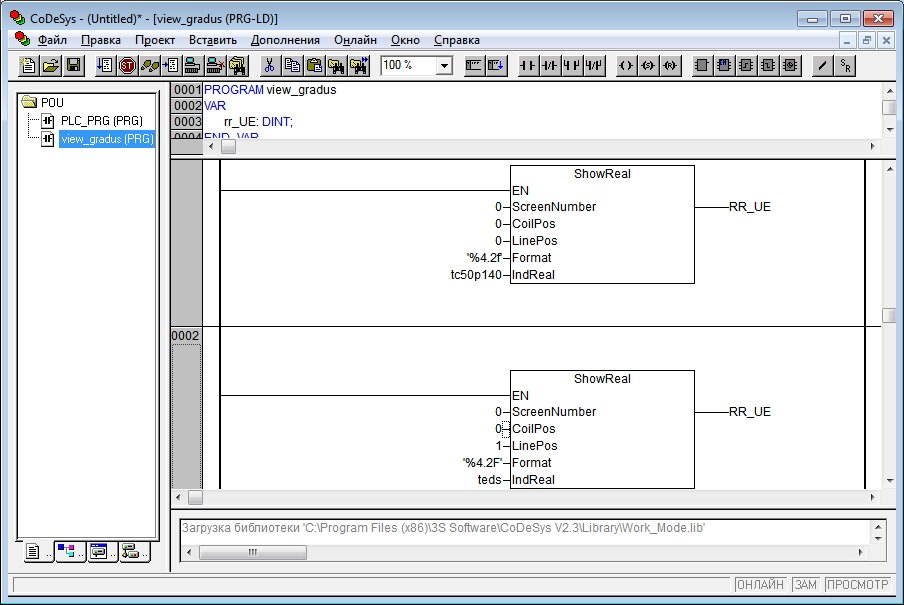 CoDeSys - (Untitled)* - [view_gradus (PRG-LD)]
Файл Правка Проект Вставить Дополнения Онлайн Окно Справка
100 %
POU
PLC_PRG (PRG)
view_gradus (PRG)
0001 PROGRAM view_gradus
0002 VAR
0003 rr_UE: DINT;
0004 END_VAR
ShowReal
EN
0 ScreenNumber RR_UE
0 CoilPos
0 LinePos
'%4.2f' Format
tc50p140 IndReal
0002
ShowReal
EN
0 ScreenNumber RR_UE
0 CoilPos
1 LinePos
'%4.2F' Format
teds IndReal
Загрузка библиотеки 'C:\Program Files (x86)\3S Software\CoDeSys V2.3\Library\Work_Mode.lib'
ОНЛАЙН ЗАМ ПРОСМОТР